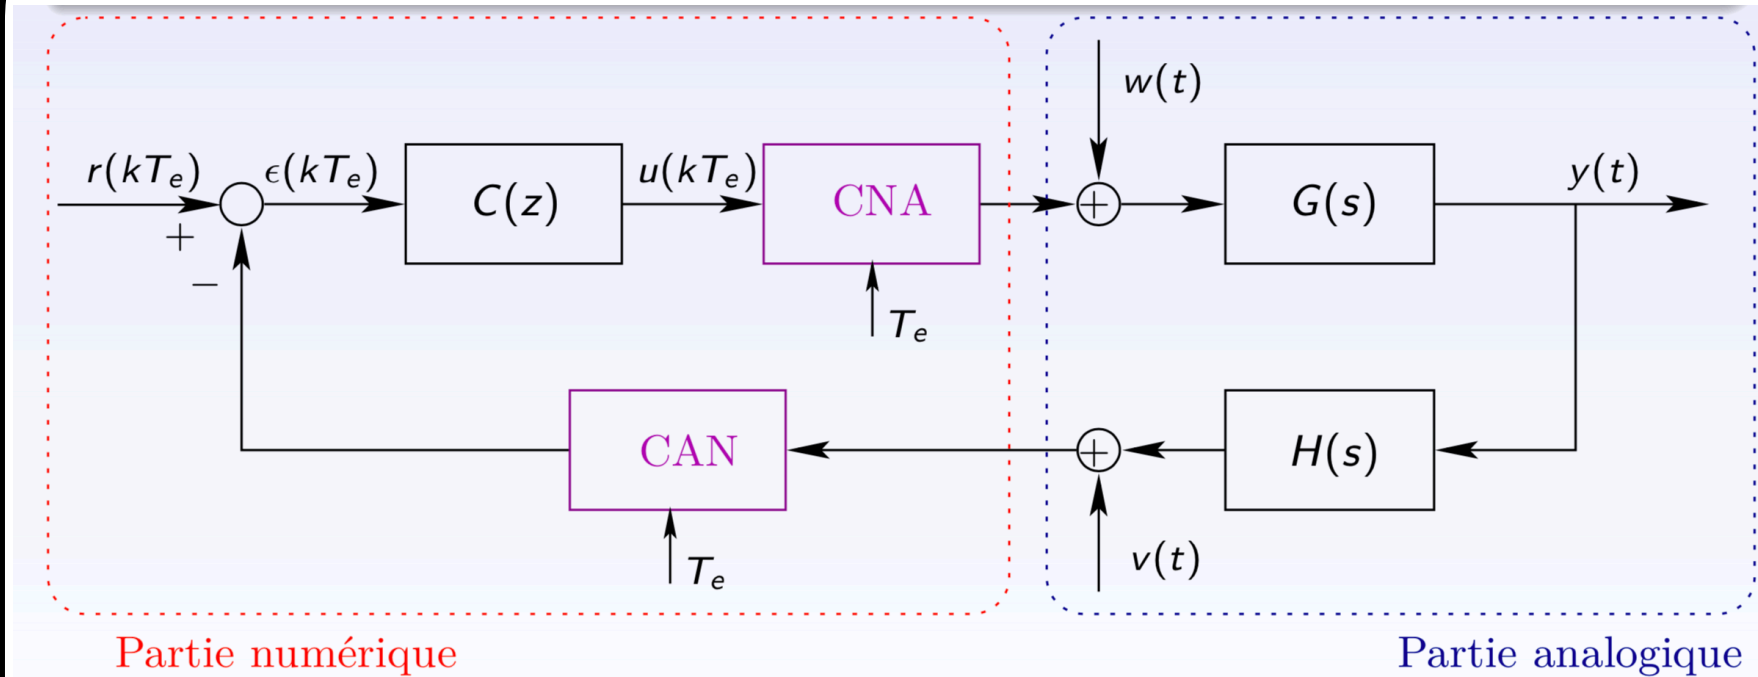 w(t)
r(kTₑ) ϵ(kTₑ) C(z) u(kTₑ) CNA + G(s) y(t)
+
−
Tₑ
CAN + H(s)
Tₑ
v(t)
Partie numérique Partie analogique